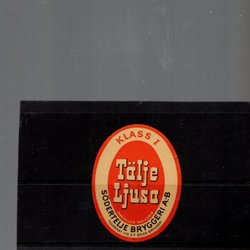 KLASS I
Tälje
Ljusa
SÖDERTELJE BRYGGERI A-B